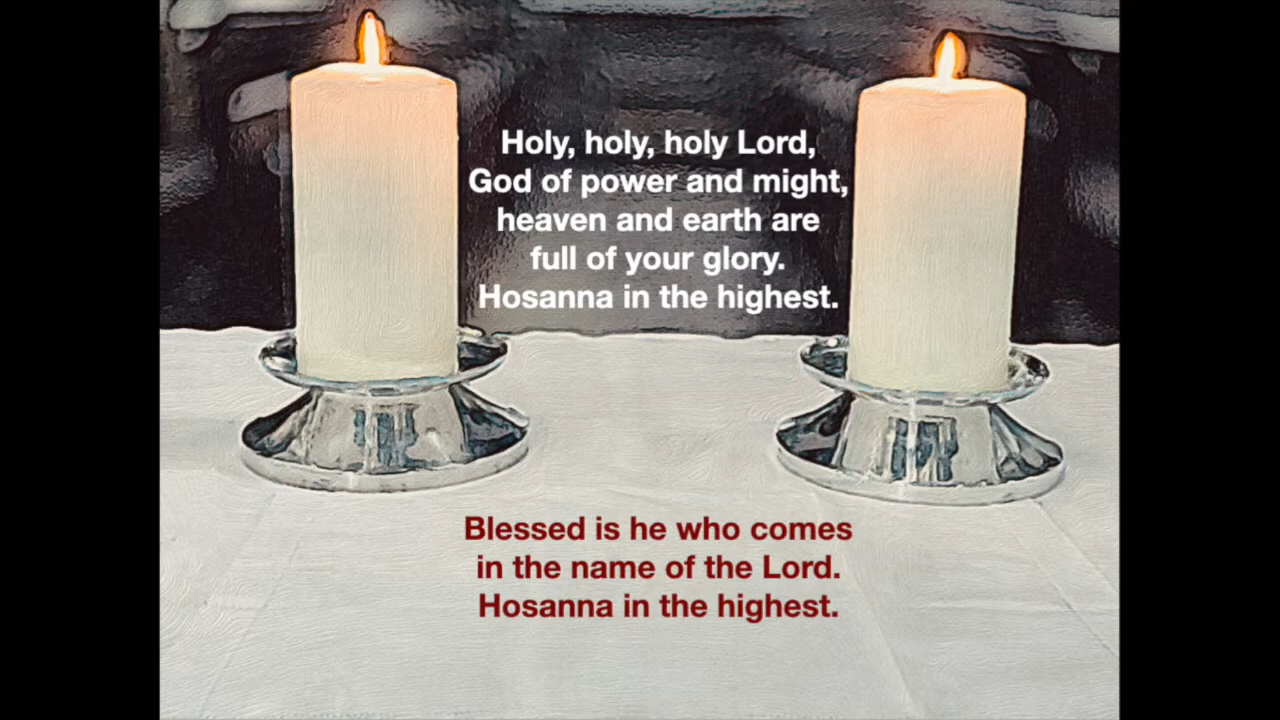 Holy, holy, holy Lord,
God of power and might,
heaven and earth are
full of your glory.
Hosanna in the highest.
Blessed is he who comes
in the name of the Lord.
Hosanna in the highest.